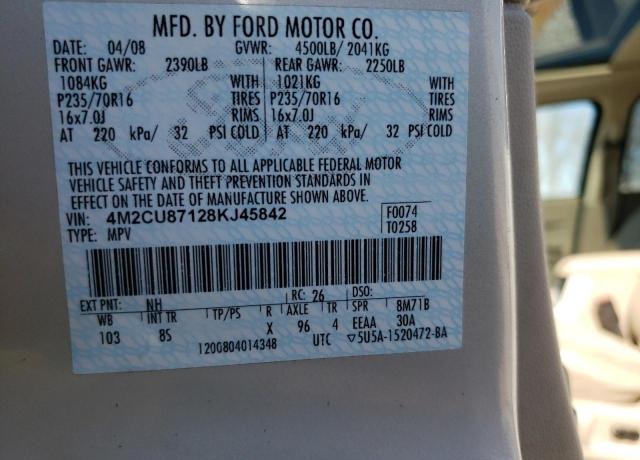 MFD. BY FORD MOTOR CO.
DATE: 04/08 GVWR: 4500LB/ 2041KG
FRONT GAWR: 2390LB REAR GAWR: 2250LB
1084KG WITH 1021KG WITH
P235/70R16 TIRES P235/70R16 TIRES
16x7.0J RIMS 16x7.0J RIMS
AT 220 kPa/ 32 PSI COLD AT 220 kPa/ 32 PSI COLD
THIS VEHICLE CONFORMS TO ALL APPLICABLE FEDERAL MOTOR
VEHICLE SAFETY AND THEFT PREVENTION STANDARDS IN
EFFECT ON THE DATE OF MANUFACTURE SHOWN ABOVE.
VIN: 4M2CU87128KJ45842 F0074
TYPE: MPV T0258
EXT PNT: NH RC: 26 DSO:
WB INT TR TP/PS R AXLE TR SPR 8M71B
103 8S X 96 4 EEAA 30A
120G804014348 UTC ▽5U5A-1520472-BA